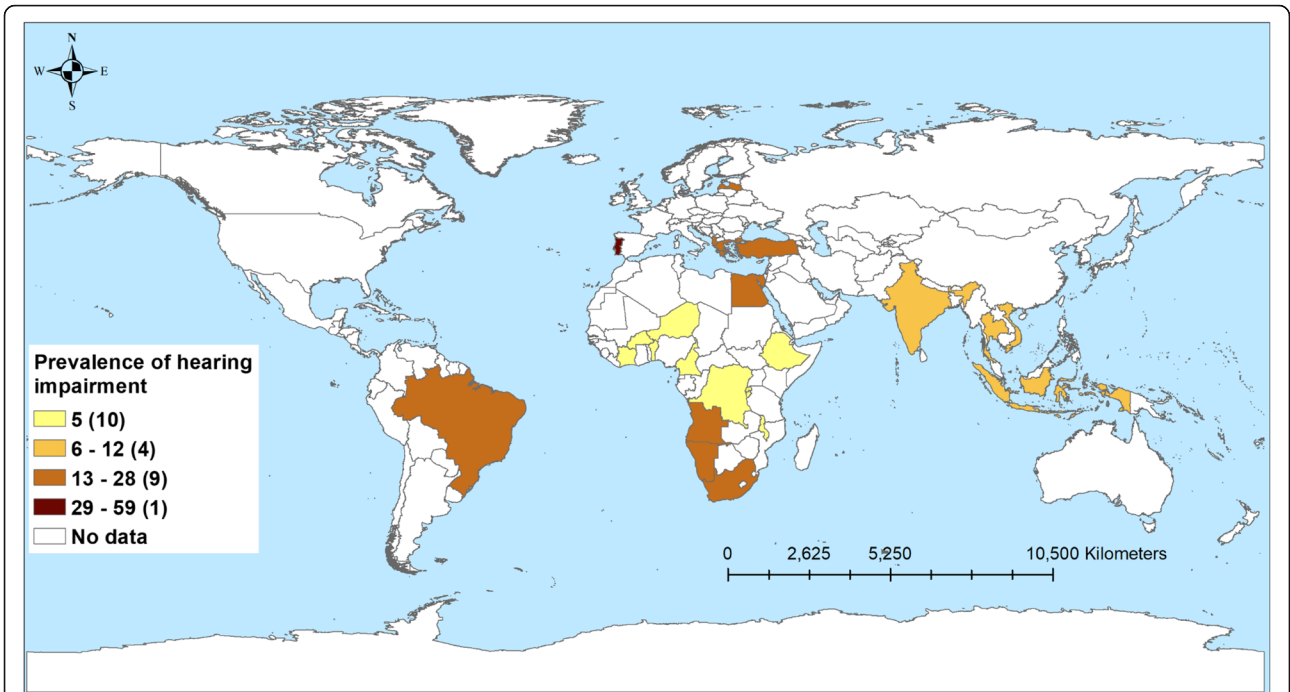 N
W E
S
Prevalence of hearing
impairment
5 (10)
6 - 12 (4)
13 - 28 (9)
29 - 59 (1)
No data
0 2,625 5,250 10,500 Kilometers